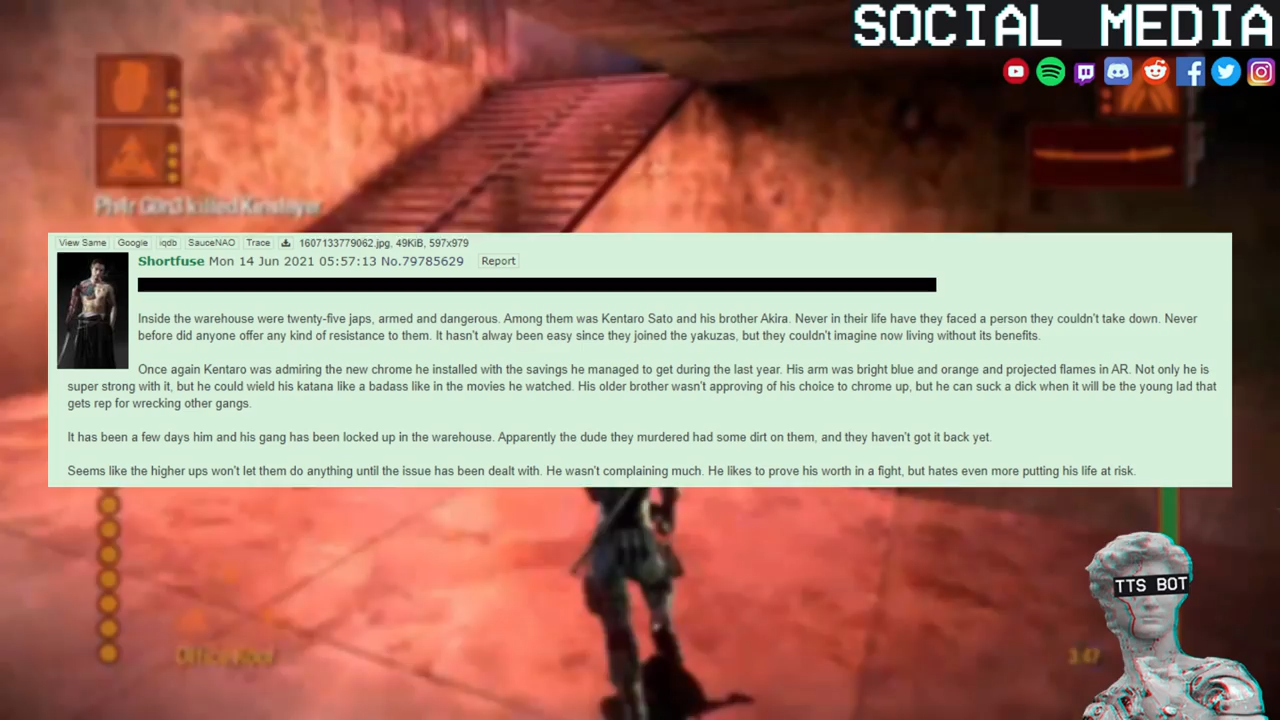 SOCIAL MEDIA
View Same Google iqdb SauceNAO Trace 1607133779062.jpg, 49KiB, 597x979
Shortfuse Mon 14 Jun 2021 05:57:13 No.79785629 Report
Inside the warehouse were twenty-five japs, armed and dangerous. Among them was Kentaro Sato and his brother Akira. Never in their life have they faced a person they couldn't take down. Never
before did anyone offer any kind of resistance to them. It hasn't alway been easy since they joined the yakuzas, but they couldn't imagine now living without its benefits.
Once again Kentaro was admiring the new chrome he installed with the savings he managed to get during the last year. His arm was bright blue and orange and projected flames in AR. Not only he is
super strong with it, but he could wield his katana like a badass like in the movies he watched. His older brother wasn't approving of his choice to chrome up, but he can suck a dick when it will be the young lad that
gets rep for wrecking other gangs.
It has been a few days him and his gang has been locked up in the warehouse. Apparently the dude they murdered had some dirt on them, and they haven't got it back yet.
Seems like the higher ups won't let them do anything until the issue has been dealt with. He wasn't complaining much. He likes to prove his worth in a fight, but hates even more putting his life at risk.
TTS BOT
Office Roof
3:47